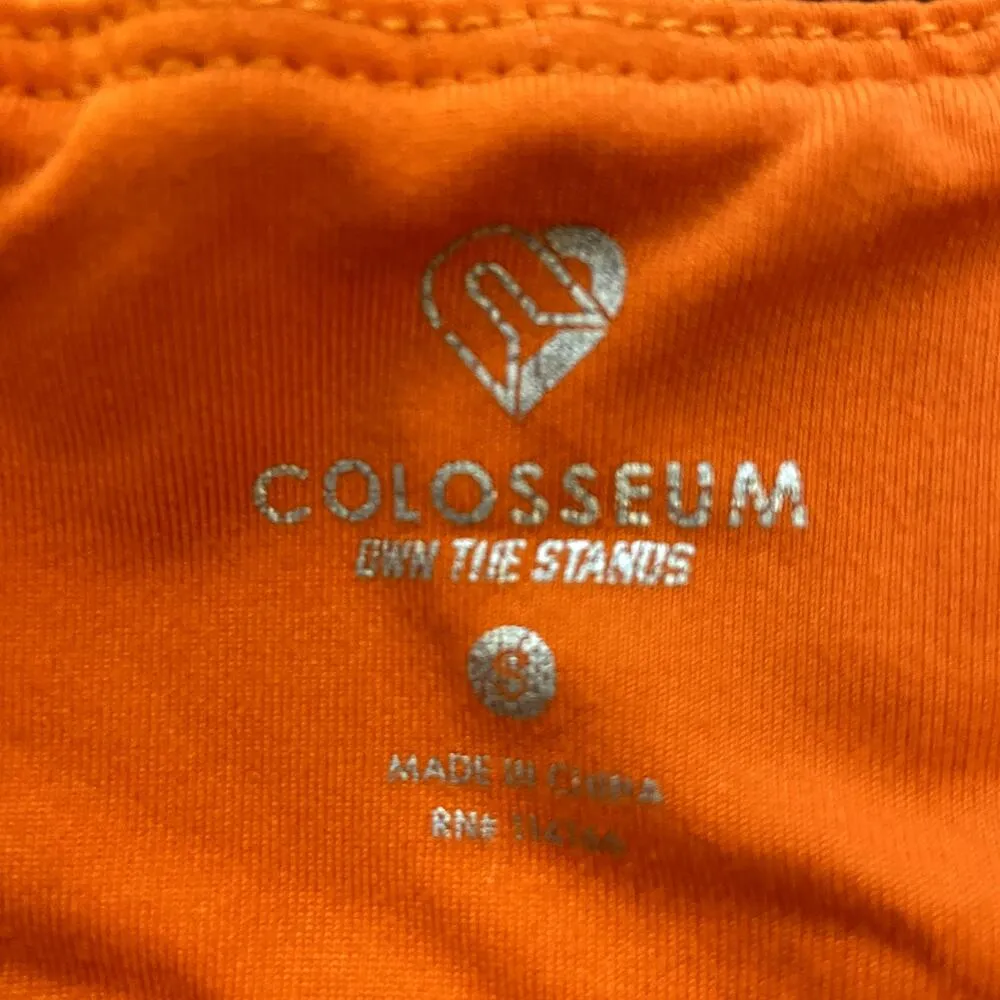 COLOSSEUM
OWN THE STANDS
S
MADE IN CHINA
RN#